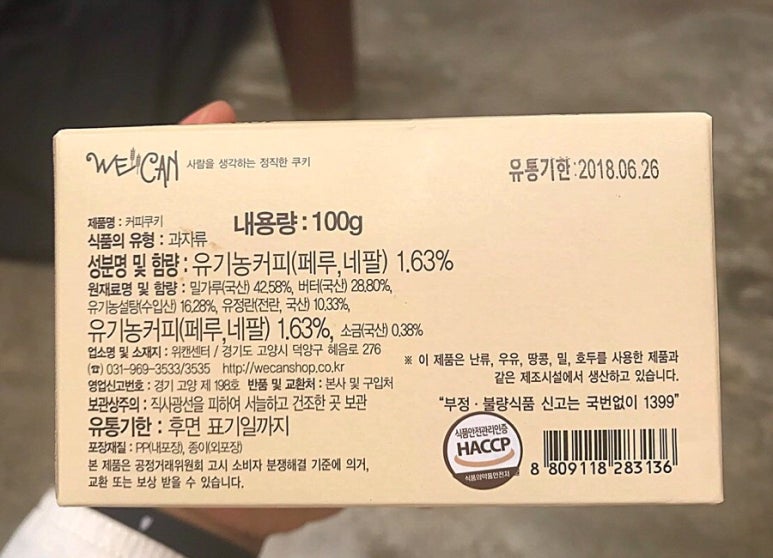 WE CAN 사람을 생각하는 정직한 쿠키
유통기한:2018.06.26
제품명 : 커피쿠키
내용량 : 100g
식품의 유형 : 과자류
성분명 및 함량 : 유기농커피(페루,네팔) 1.63%
원재료명 및 함량 : 밀가루(국산) 42.58%, 버터(국산) 28.80%,
유기농설탕(수입산) 16.28%, 유정란(전란, 국산) 10.33%,
유기농커피(페루,네팔) 1.63%, 소금(국산) 0.38%
업소명 및 소재지 : 위캔센터 / 경기도 고양시 덕양구 혜음로 276
(☎) 031-969-3533/3535 http://wecanshop.co.kr
영업신고번호 : 경기 고양 제 198호 반품 및 교환처 : 본사 및 구입처
보관상주의 : 직사광선을 피하여 서늘하고 건조한 곳 보관
유통기한 : 후면 표기일까지
포장재질 : PP(내포장), 종이(외포장)
본 제품은 공정거래위원회 고시 소비자 분쟁해결 기준에 의거,
교환 또는 보상 받을 수 있습니다.
※ 이 제품은 난류, 우유, 땅콩, 밀, 호두를 사용한 제품과
같은 제조시설에서 생산하고 있습니다.
“부정 · 불량식품 신고는 국번없이 1399”
식품안전관리인증
HACCP
식품의약품안전처
8 809118 283136